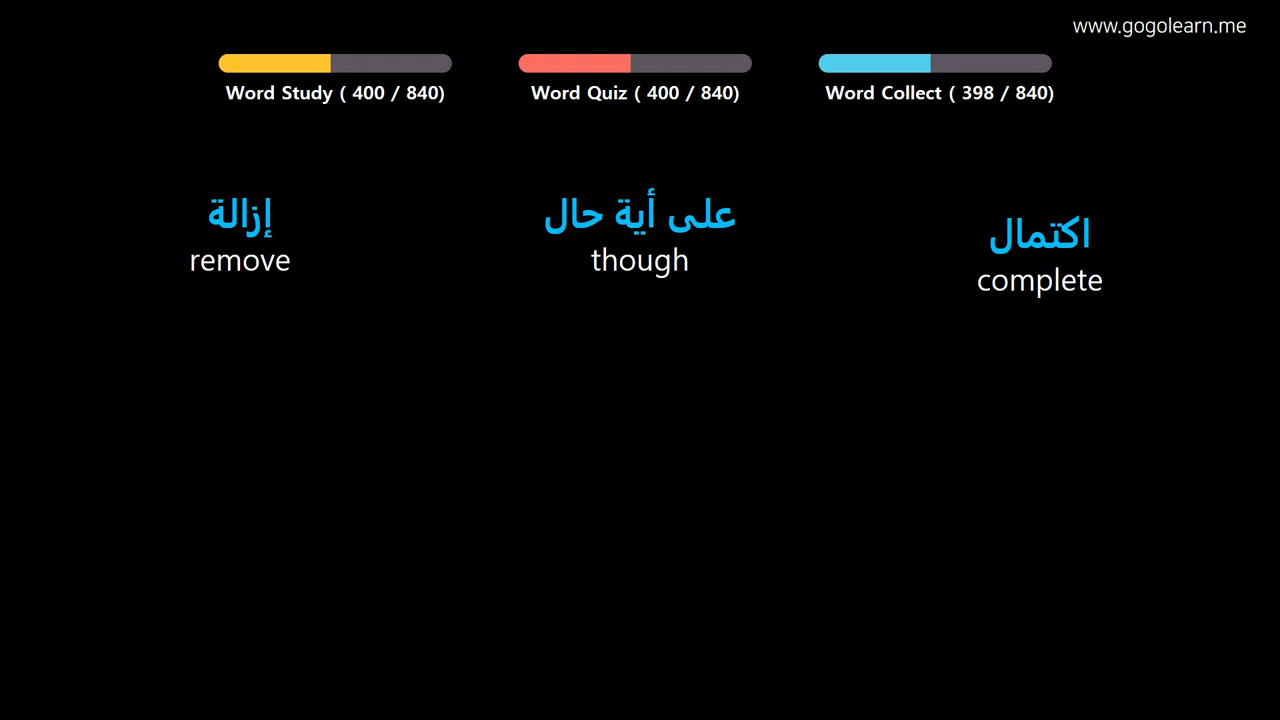 www.gogolearn.me
Word Study ( 400 / 840)
Word Quiz ( 400 / 840)
Word Collect ( 398 / 840)
إزالة
remove
على أية حال
though
اكتمال
complete